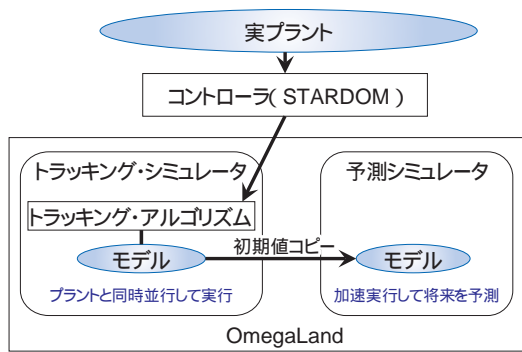 実プラント
コントローラ( STARDOM )
トラッキング・シミュレータ
予測シミュレータ
トラッキング・アルゴリズム
初期値コピー
モデル
モデル
プラントと同時並行して実行
加速実行して将来を予測
OmegaLand